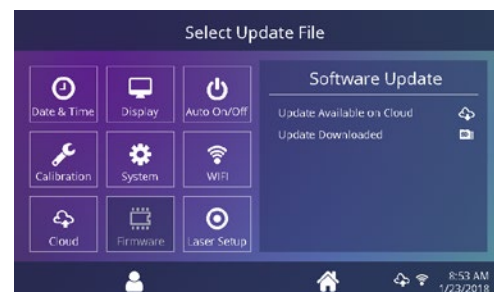 Select Update File
Date & Time
Display
Auto On/Off
Calibration
System
WIFI
Cloud
Firmware
Laser Setup
Software Update
Update Available on Cloud
Update Downloaded
8:53 AM
1/23/2018